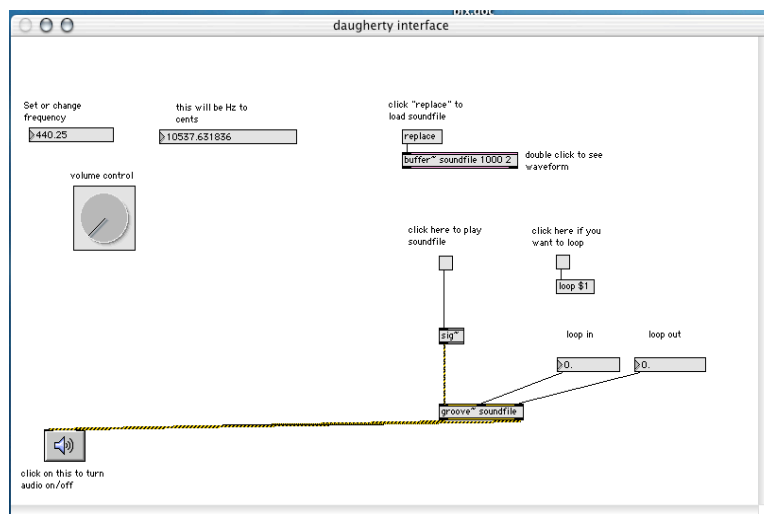 bix.doc
daugherty interface
Set or change
frequency
440.25
this will be Hz to
cents
10537.631836
click "replace" to
load soundfile
replace
buffer~ soundfile 1000 2
double click to see
waveform
volume control
click here to play
soundfile
click here if you
want to loop
loop $1
sig~
loop in
loop out
0.
0.
groove~ soundfile
click on this to turn
audio on/off